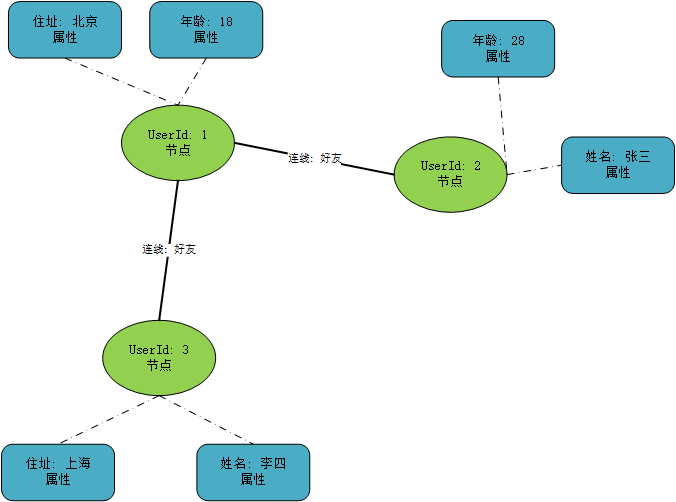 住址: 北京
属性
年龄: 18
属性
年龄: 28
属性
UserId: 1
节点
连线: 好友
UserId: 2
节点
姓名: 张三
属性
连线: 好友
UserId: 3
节点
住址: 上海
属性
姓名: 李四
属性